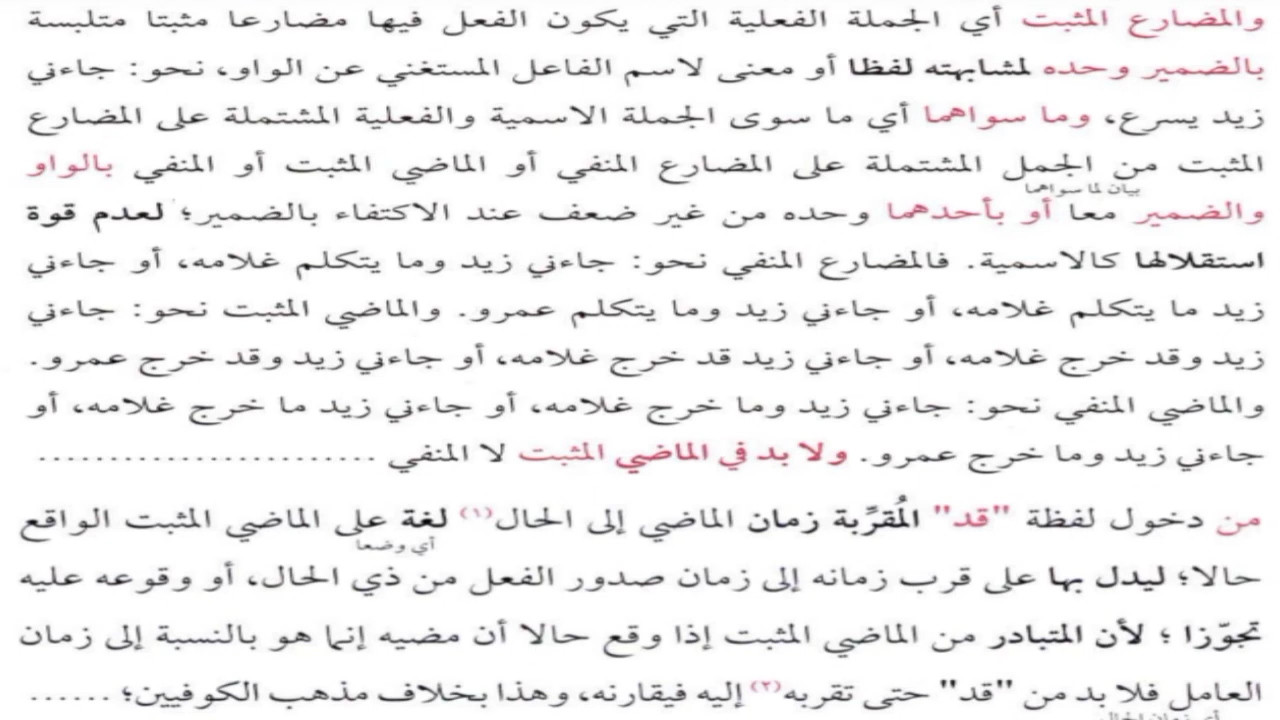 والمضارع المثبت أي الجملة الفعلية التي يكون الفعل فيها مضارعا مثبتا متلبسة
بالضمير وحده لمشابهته لفظا أو معنى لاسم الفاعل المستغني عن الواو، نحو: جاءني
زيد يسرع، وما سواهما أي ما سوى الجملة الاسمية والفعلية المشتملة على المضارع
المثبت من الجمل المشتملة على المضارع المنفي أو الماضي المثبت أو المنفي بالواو
بيان لما سواهما
والضمير معا أو بأحدهما وحده من غير ضعف عند الاكتفاء بالضمير؛ لعدم قوة
استقلالها كالاسمية. فالمضارع المنفي نحو: جاءني زيد وما يتكلم غلامه، أو جاءني
زيد ما يتكلم غلامه، أو جاءني زيد وما يتكلم عمرو. والماضي المثبت نحو: جاءني
زيد وقد خرج غلامه، أو جاءني زيد قد خرج غلامه، أو جاءني زيد وقد خرج عمرو.
والماضي المنفي نحو: جاءني زيد وما خرج غلامه، أو جاءني زيد ما خرج غلامه، أو
جاءني زيد وما خرج عمرو. ولا بد في الماضي المثبت لا المنفي ........................
من دخول لفظة "قد" المُقرِّبة زمان الماضي إلى الحال(١) لغة على الماضي المثبت الواقع
أي وضعا
حالا؛ ليدل بها على قرب زمانه إلى زمان صدور الفعل من ذي الحال، أو وقوعه عليه
تجوّزا؛ لأن المتبادر من الماضي المثبت إذا وقع حالا أن مضيه إنما هو بالنسبة إلى زمان
العامل فلا بد من "قد" حتى تقربه(٢) إليه فيقارنه، وهذا بخلاف مذهب الكوفيين؛ ......